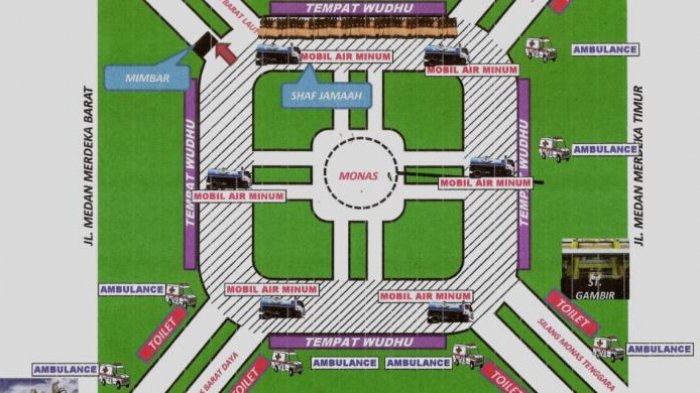 TEMPAT WUDHU
BARAT LAUT
MOBIL AIR MINUM
MOBIL AIR MINUM
AMBULANCE
MIMBAR
SHAF JAMAAH
JL. MEDAN MERDEKA BARAT
TEMPAT WUDHU
MONAS
MOBIL AIR MINUM
MOBIL AIR MINUM
TEMPAT WUDHU
AMBULANCE
JL. MEDAN MERDEKA TIMUR
ST.
GAMBIR
AMBULANCE
MOBIL AIR MINUM
MOBIL AIR MINUM
TOILET
TOILET
TEMPAT WUDHU
SILANG MONAS TENGGARA
AMBULANCE
BARAT DAYA
TOILET
AMBULANCE
AMBULANCE
TOILET
AMBULANCE